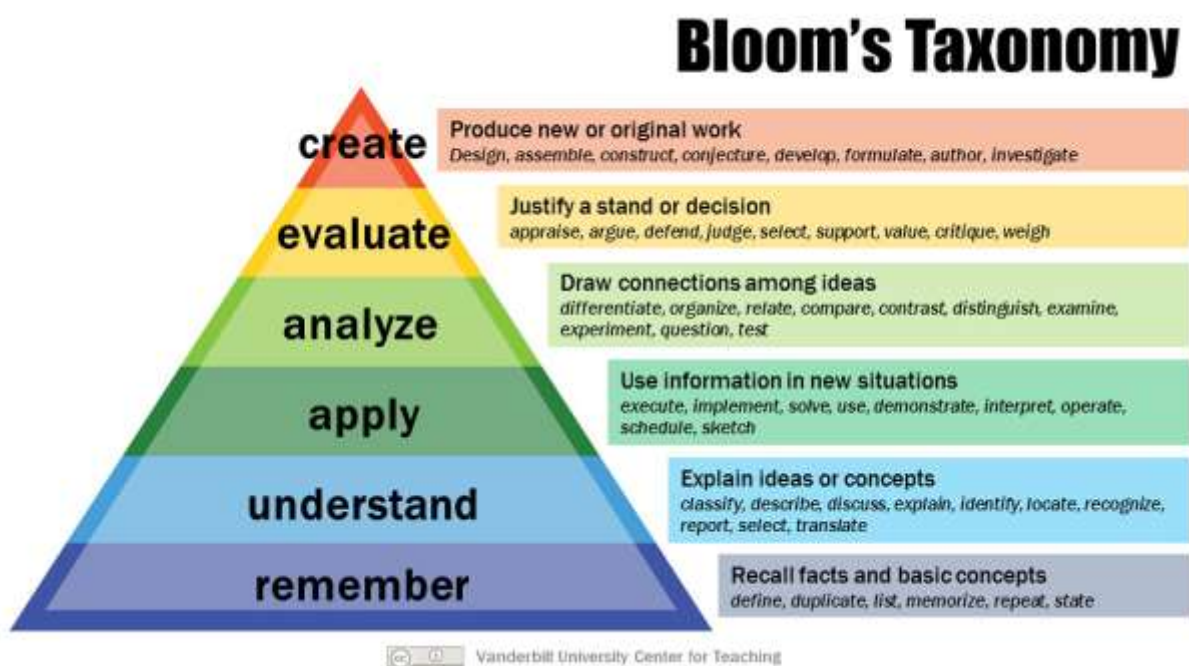 Bloom's Taxonomy
create
Produce new or original work
Design, assemble, construct, conjecture, develop, formulate, author, investigate
evaluate
Justify a stand or decision
appraise, argue, defend, judge, select, support, value, critique, weigh
analyze
Draw connections among ideas
differentiate, organize, relate, compare, contrast, distinguish, examine,
experiment, question, test
apply
Use information in new situations
execute, implement, solve, use, demonstrate, interpret, operate,
schedule, sketch
understand
Explain ideas or concepts
classify, describe, discuss, explain, identify, locate, recognize,
report, select, translate
remember
Recall facts and basic concepts
define, duplicate, list, memorize, repeat, state
cc Vanderbilt University Center for Teaching